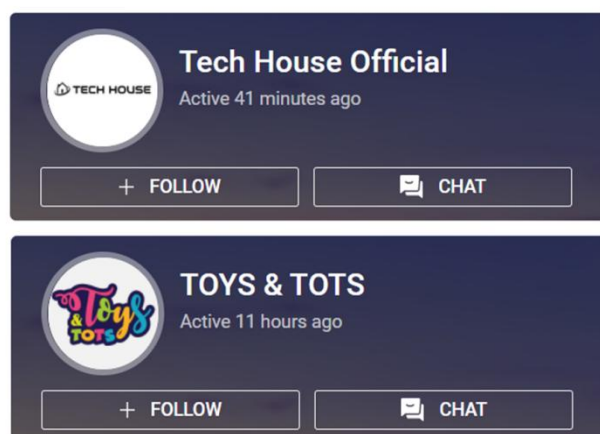 TECH HOUSE
Tech House Official
Active 41 minutes ago
+ FOLLOW
CHAT
Toys
& TOTS
TOYS & TOTS
Active 11 hours ago
+ FOLLOW
CHAT